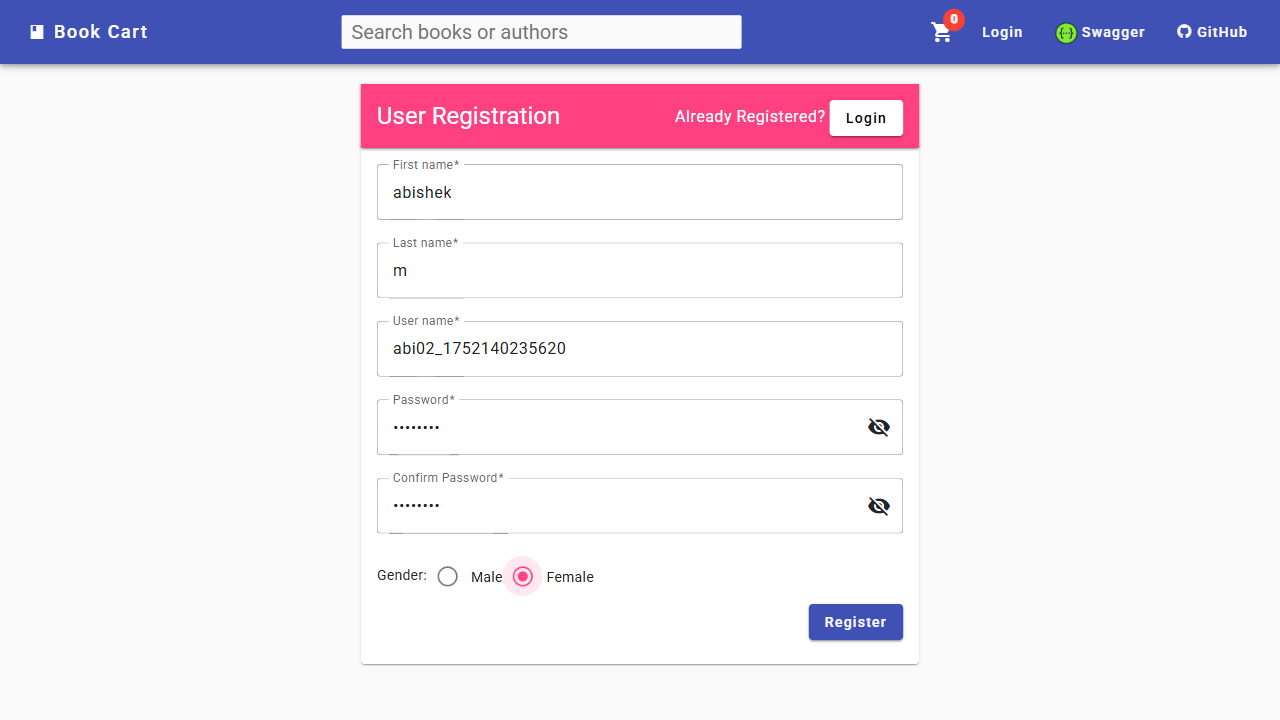 Book Cart
Search books or authors
0
Login
Swagger
GitHub
User Registration
Already Registered?
Login
First name*
abishek
Last name*
m
User name*
abi02_1752140235620
Password*
••••••••
Confirm Password*
••••••••
Gender:
Male
Female
Register